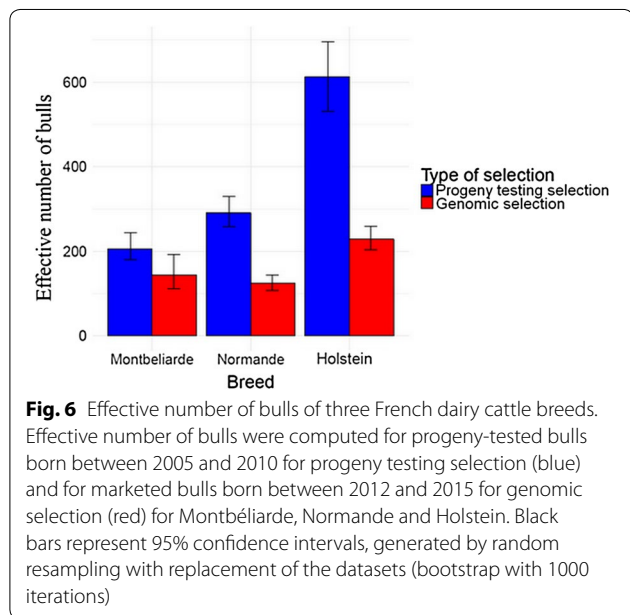 Effective number of bulls
600
400
200
0
Montbeliarde
Normande
Holstein
Breed
Type of selection
Progeny testing selection
Genomic selection
Fig. 6 Effective number of bulls of three French dairy cattle breeds.
Effective number of bulls were computed for progeny-tested bulls
born between 2005 and 2010 for progeny testing selection (blue)
and for marketed bulls born between 2012 and 2015 for genomic
selection (red) for Montbéliarde, Normande and Holstein. Black
bars represent 95% confidence intervals, generated by random
resampling with replacement of the datasets (bootstrap with 1000
iterations)